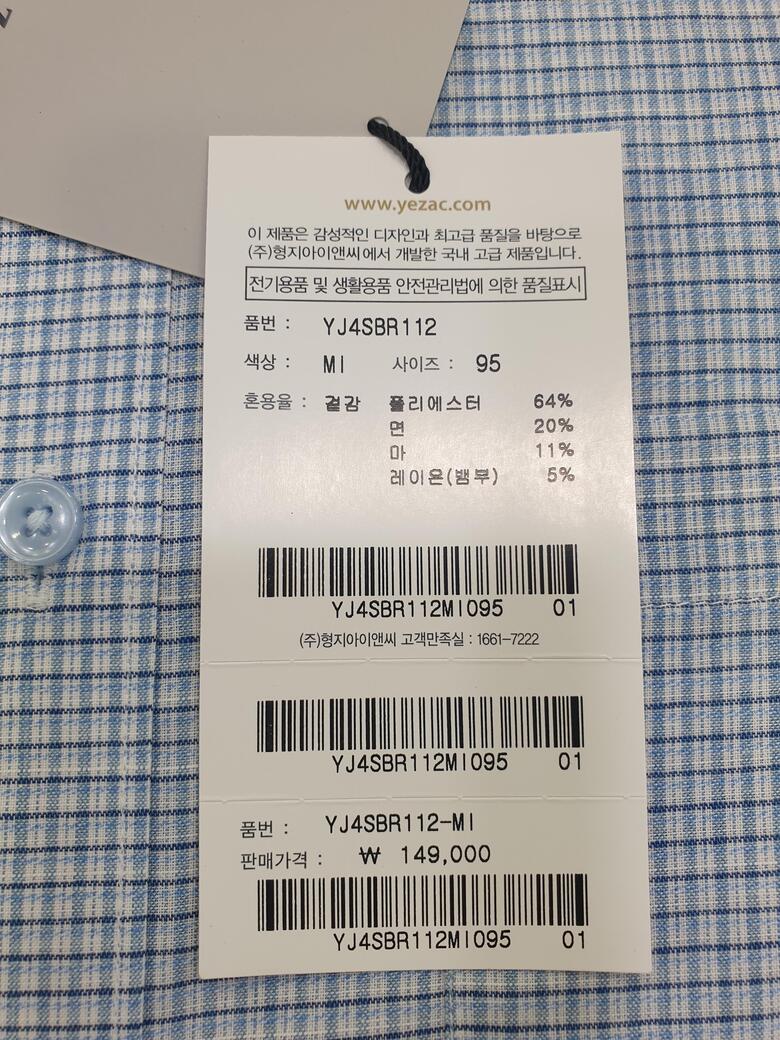 www.yezac.com
이 제품은 감성적인 디자인과 최고급 품질을 바탕으로
(주)형지아이앤씨에서 개발한 국내 고급 제품입니다.
전기용품 및 생활용품 안전관리법에 의한 품질표시
품번 : YJ4SBR112
색상 : MI 사이즈 : 95
혼용율 : 겉감 폴리에스터 64%
면 20%
마 11%
레이온(뱀부) 5%
YJ4SBR112MI095 01
(주)형지아이앤씨 고객만족실 : 1661-7222
YJ4SBR112MI095 01
품번 : YJ4SBR112-MI
판매가격 : ₩ 149,000
YJ4SBR112MI095 01